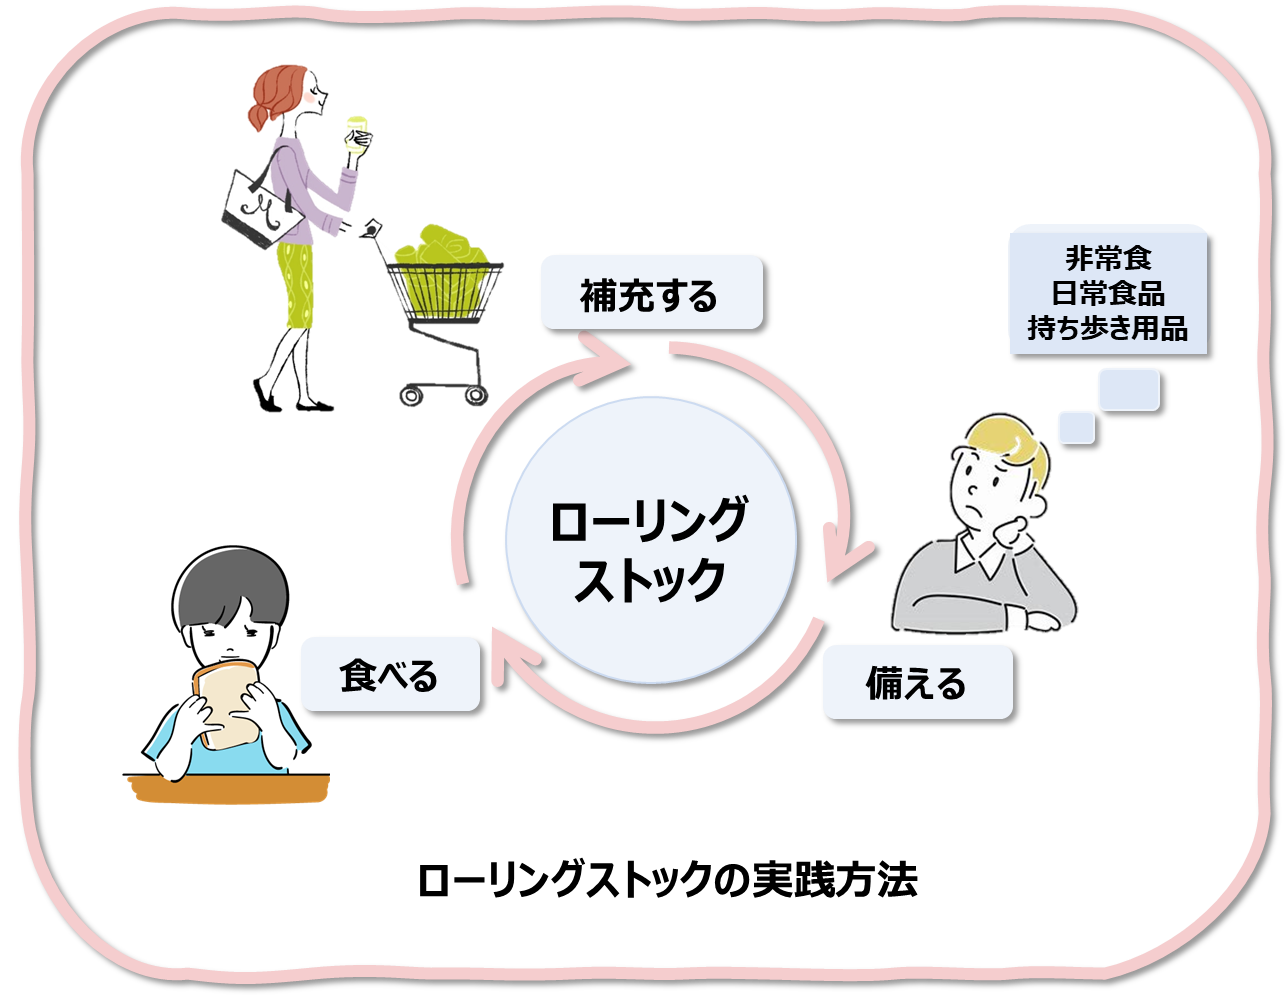 補充する
非常食
日常食品
持ち歩き用品
ローリング
ストック
食べる
備える
ローリングストックの実践方法
M